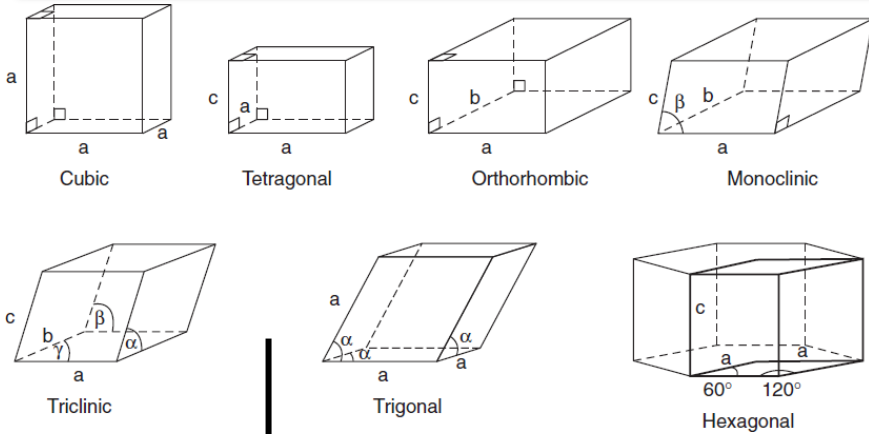 a
a
a
Cubic
c
a
a
Tetragonal
c
b
a
Orthorhombic
c
β
b
a
Monoclinic
c
b
γ
β
α
a
Triclinic
a
α
α
α
a
a
Trigonal
c
a
a
60° 120°
Hexagonal